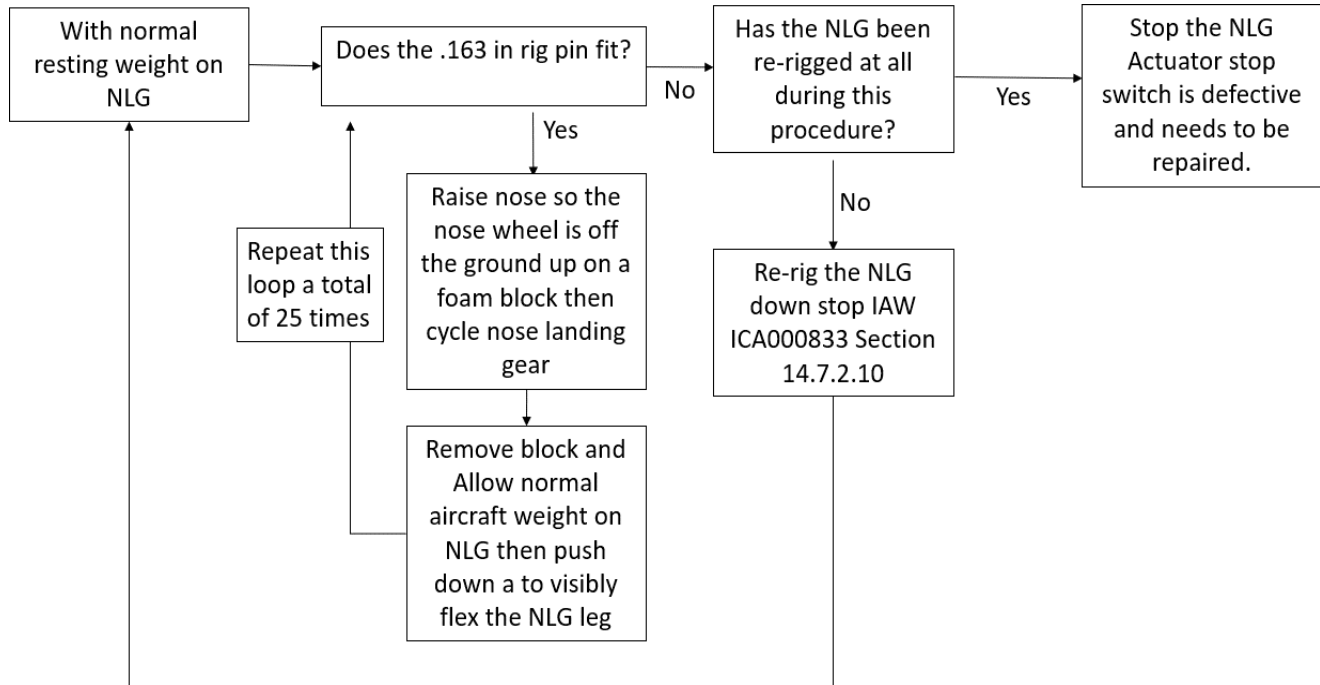 With normal
resting weight on
NLG
Does the .163 in rig pin fit?
No
Has the NLG been
re-rigged at all
during this
procedure?
Yes
Stop the NLG
Actuator stop
switch is defective
and needs to be
repaired.
Yes
Raise nose so the
nose wheel is off
the ground up on a
foam block then
cycle nose landing
gear
Repeat this
loop a total
of 25 times
No
Re-rig the NLG
down stop IAW
ICA000833 Section
14.7.2.10
Remove block and
Allow normal
aircraft weight on
NLG then push
down a to visibly
flex the NLG leg